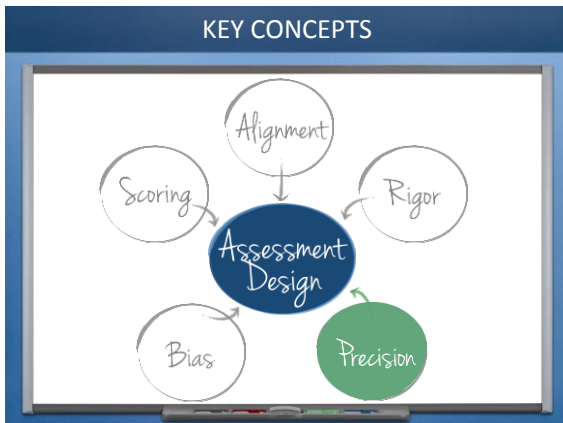 KEY CONCEPTS
Alignment
Scoring
Rigor
Assessment
Design
Bias
Precision